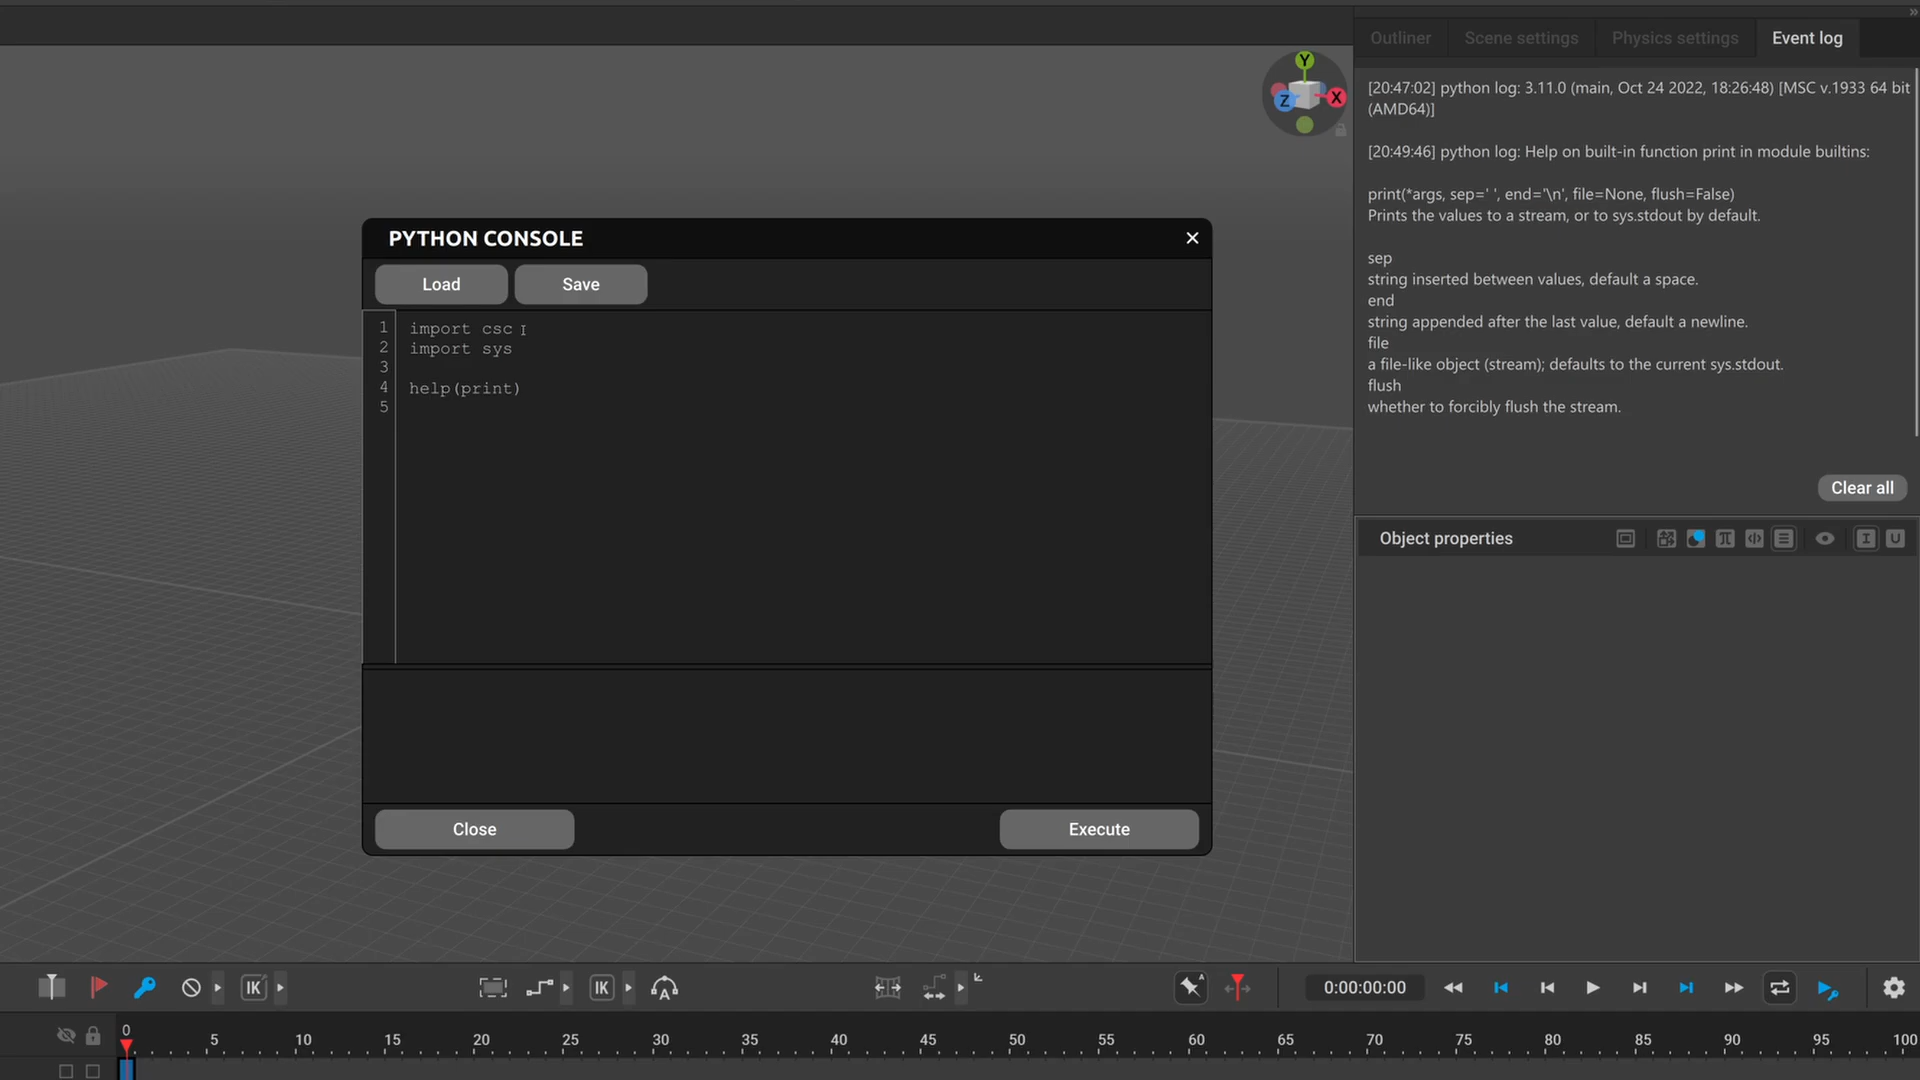 Outliner
Scene settings
Physics settings
Event log
Y
Z
X
[20:47:02] python log: 3.11.0 (main, Oct 24 2022, 18:26:48) [MSC v.1933 64 bit
(AMD64)]
[20:49:46] python log: Help on built-in function print in module builtins:
print(*args, sep=' ', end='\n', file=None, flush=False)
Prints the values to a stream, or to sys.stdout by default.
sep
string inserted between values, default a space.
end
string appended after the last value, default a newline.
file
a file-like object (stream); defaults to the current sys.stdout.
flush
whether to forcibly flush the stream.
Clear all
Object properties
PYTHON CONSOLE
Load
Save
1 import csc
2 import sys
3
4 help(print)
5
Close
Execute
IK
IK
A
A
0:00:00:00
0 5 10 15 20 25 30 35 40 45 50 55 60 65 70 75 80 85 90 95 100